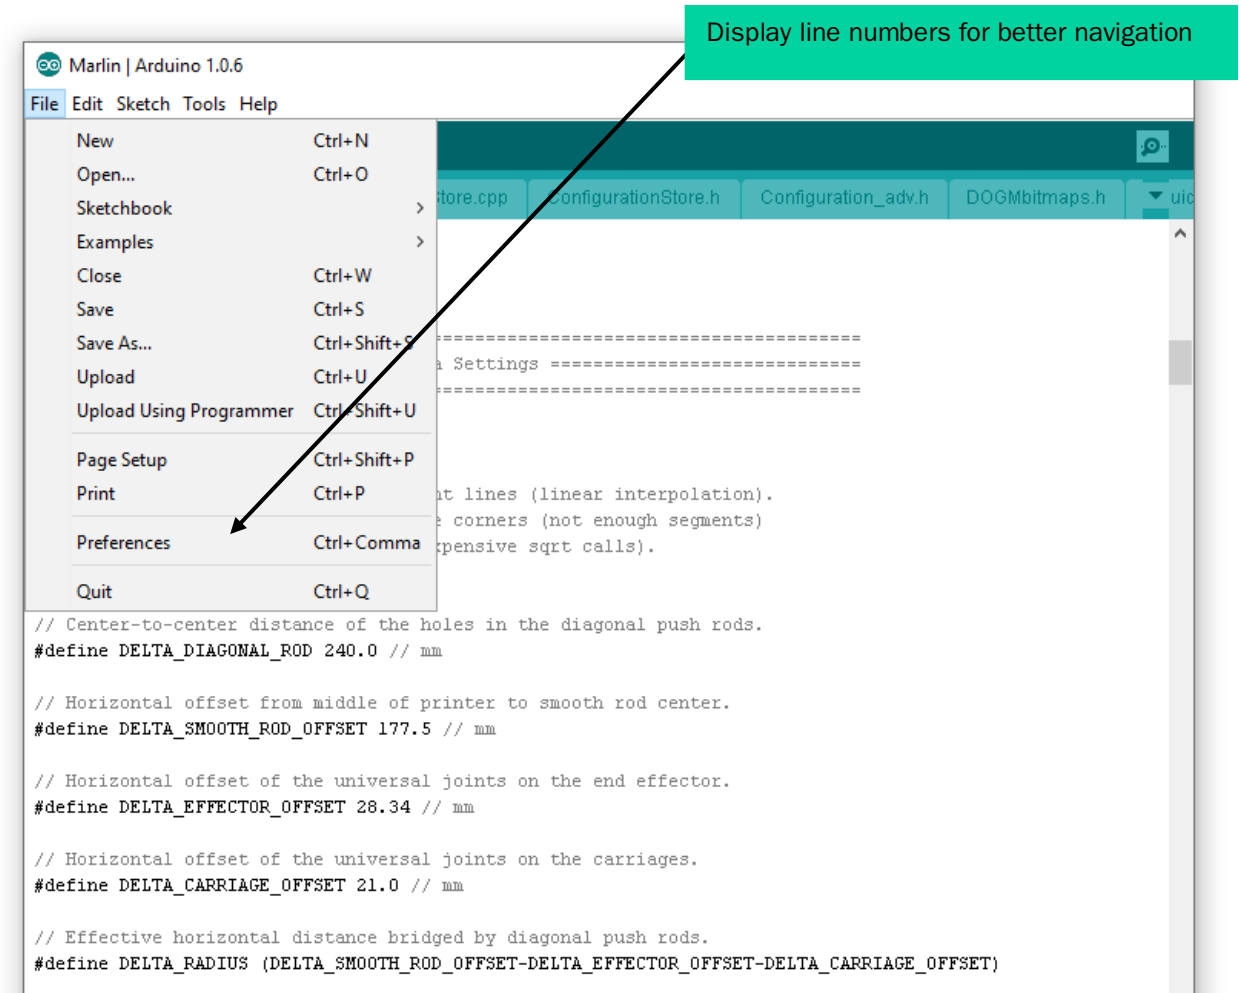 Display line numbers for better navigation
Marlin | Arduino 1.0.6
File Edit Sketch Tools Help
New Ctrl+N
Open... Ctrl+O
Sketchbook
Examples
Close Ctrl+W
Save Ctrl+S
Save As... Ctrl+Shift+S
Upload Ctrl+U
Upload Using Programmer Ctrl+Shift+U
Page Setup Ctrl+Shift+P
Print Ctrl+P
Preferences Ctrl+Comma
Quit Ctrl+Q
tore.cpp ConfigurationStore.h Configuration_adv.h DOGMbitmaps.h uic
==================================================
a Settings =============================
==================================================
nt lines (linear interpolation).
e corners (not enough segments)
xpensive sqrt calls).
// Center-to-center distance of the holes in the diagonal push rods.
#define DELTA_DIAGONAL_ROD 240.0 // mm
// Horizontal offset from middle of printer to smooth rod center.
#define DELTA_SMOOTH_ROD_OFFSET 177.5 // mm
// Horizontal offset of the universal joints on the end effector.
#define DELTA_EFFECTOR_OFFSET 28.34 // mm
// Horizontal offset of the universal joints on the carriages.
#define DELTA_CARRIAGE_OFFSET 21.0 // mm
// Effective horizontal distance bridged by diagonal push rods.
#define DELTA_RADIUS (DELTA_SMOOTH_ROD_OFFSET-DELTA_EFFECTOR_OFFSET-DELTA_CARRIAGE_OFFSET)